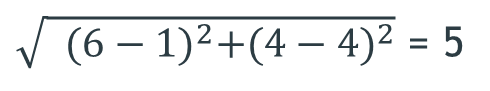 √(6 − 1)²+(4 − 4)² = 5